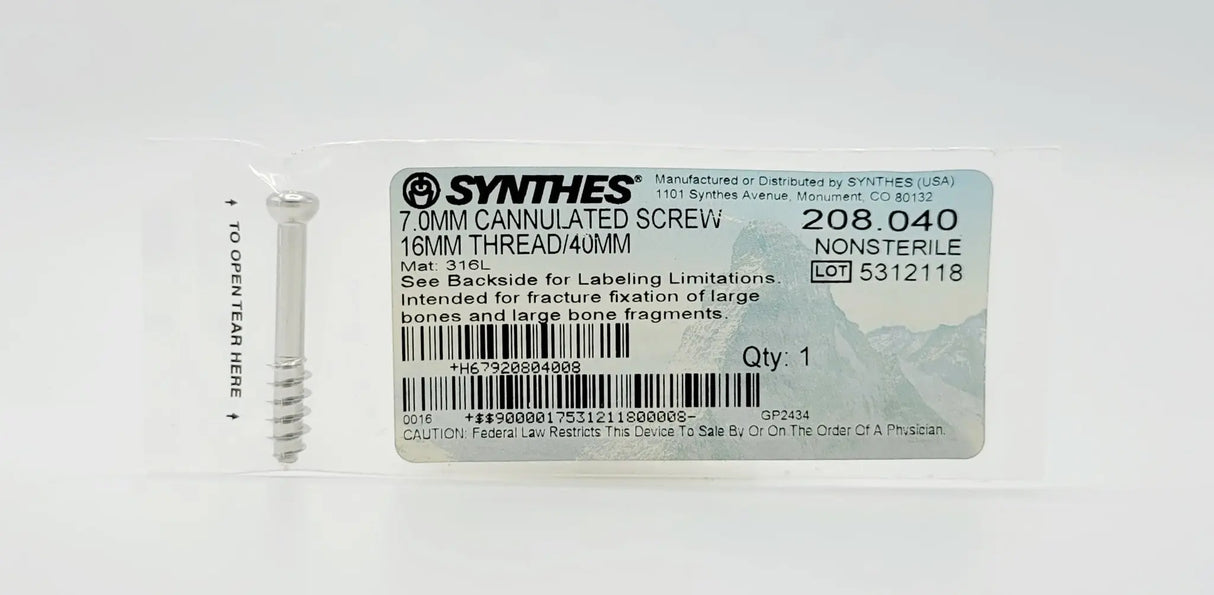 TO OPEN TEAR HERE
SYNTHES® Manufactured or Distributed by SYNTHES (USA)
1101 Synthes Avenue, Monument, CO 80132
7.0MM CANNULATED SCREW 208.040
16MM THREAD/40MM NONSTERILE
Mat: 316L LOT 5312118
See Backside for Labeling Limitations.
Intended for fracture fixation of large
bones and large bone fragments.
Qty: 1
+H67920804008
0016 +$$9000017531211800008- GP2434
CAUTION: Federal Law Restricts This Device To Sale By Or On The Order Of A Physician.